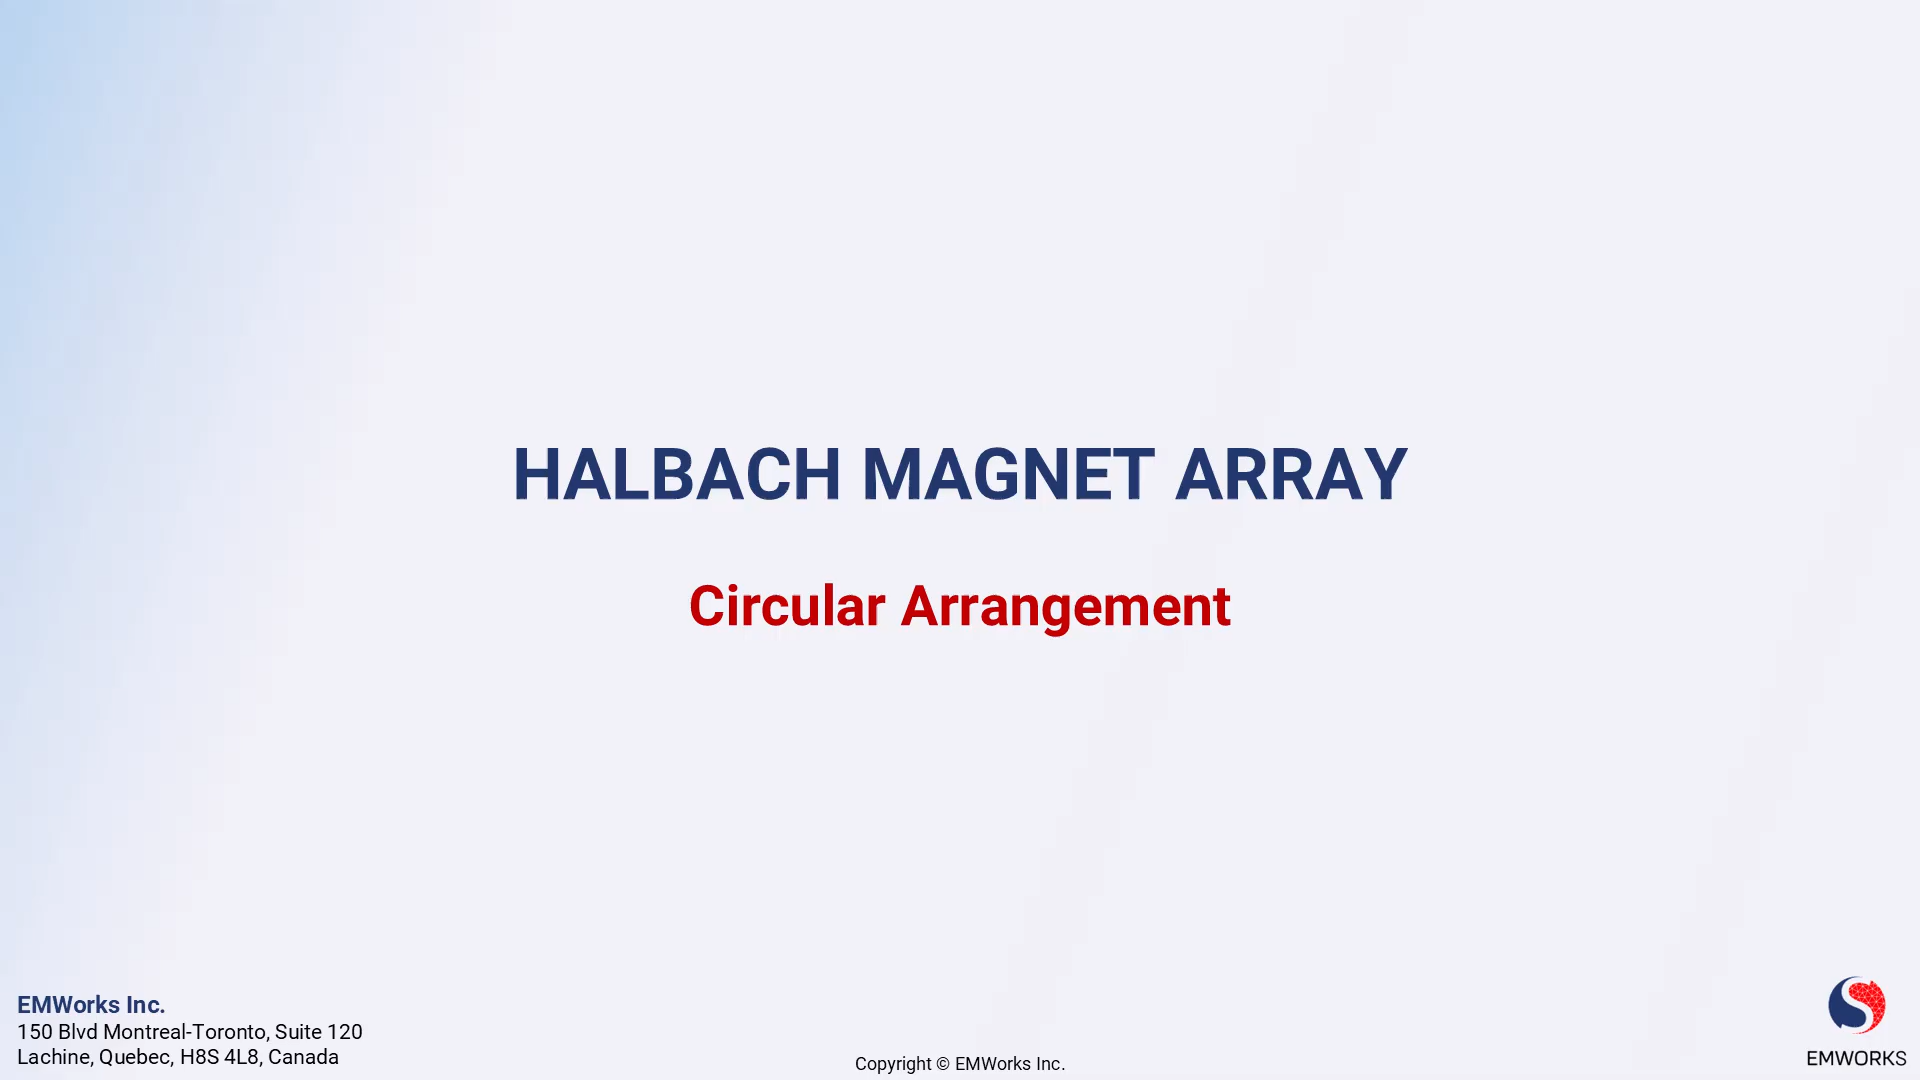 HALBACH MAGNET ARRAY
Circular Arrangement
EMWorks Inc.
150 Blvd Montreal-Toronto, Suite 120
Lachine, Quebec, H8S 4L8, Canada
Copyright © EMWorks Inc.
EMWORKS